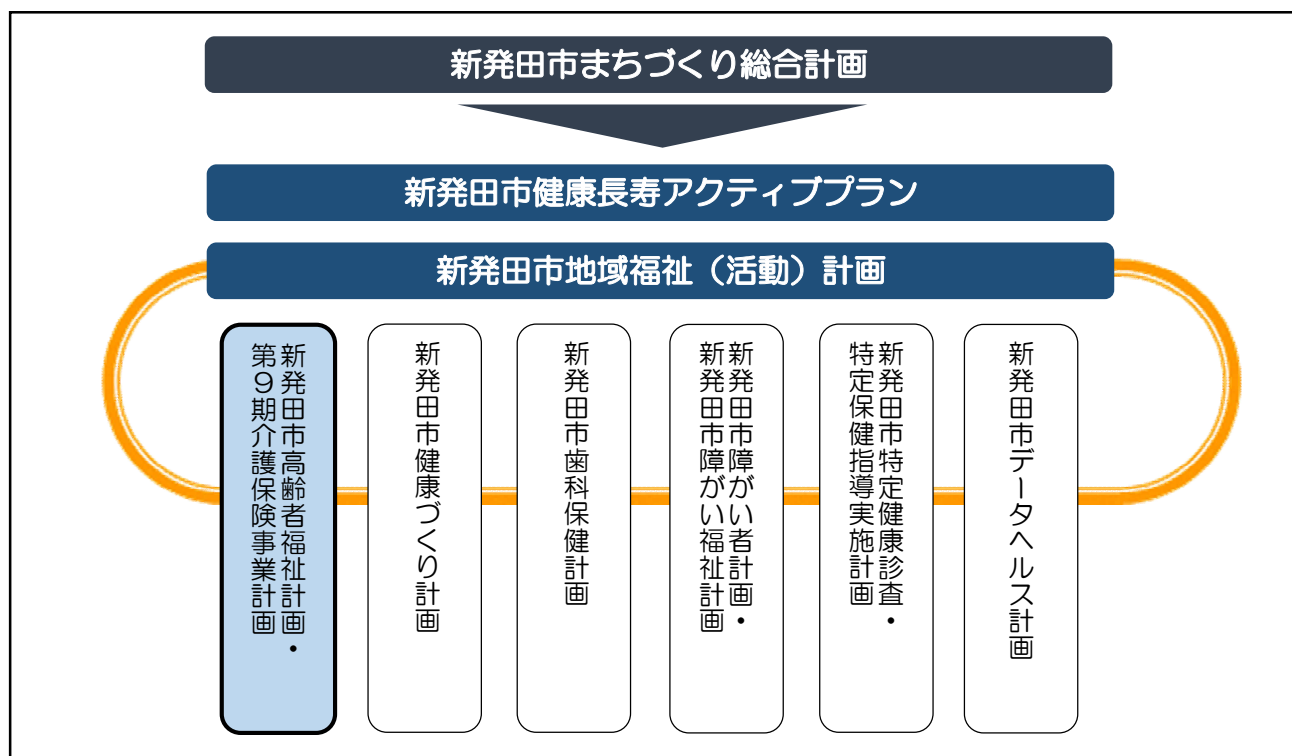 新発田市まちづくり総合計画
新発田市健康長寿アクティブプラン
新発田市地域福祉（活動）計画
新発田市高齢者福祉計画・
第９期介護保険事業計画
新発田市健康づくり計画
新発田市歯科保健計画
新発田市障がい者計画・
新発田市障がい福祉計画
新発田市特定健康診査・
特定保健指導実施計画
新発田市データヘルス計画